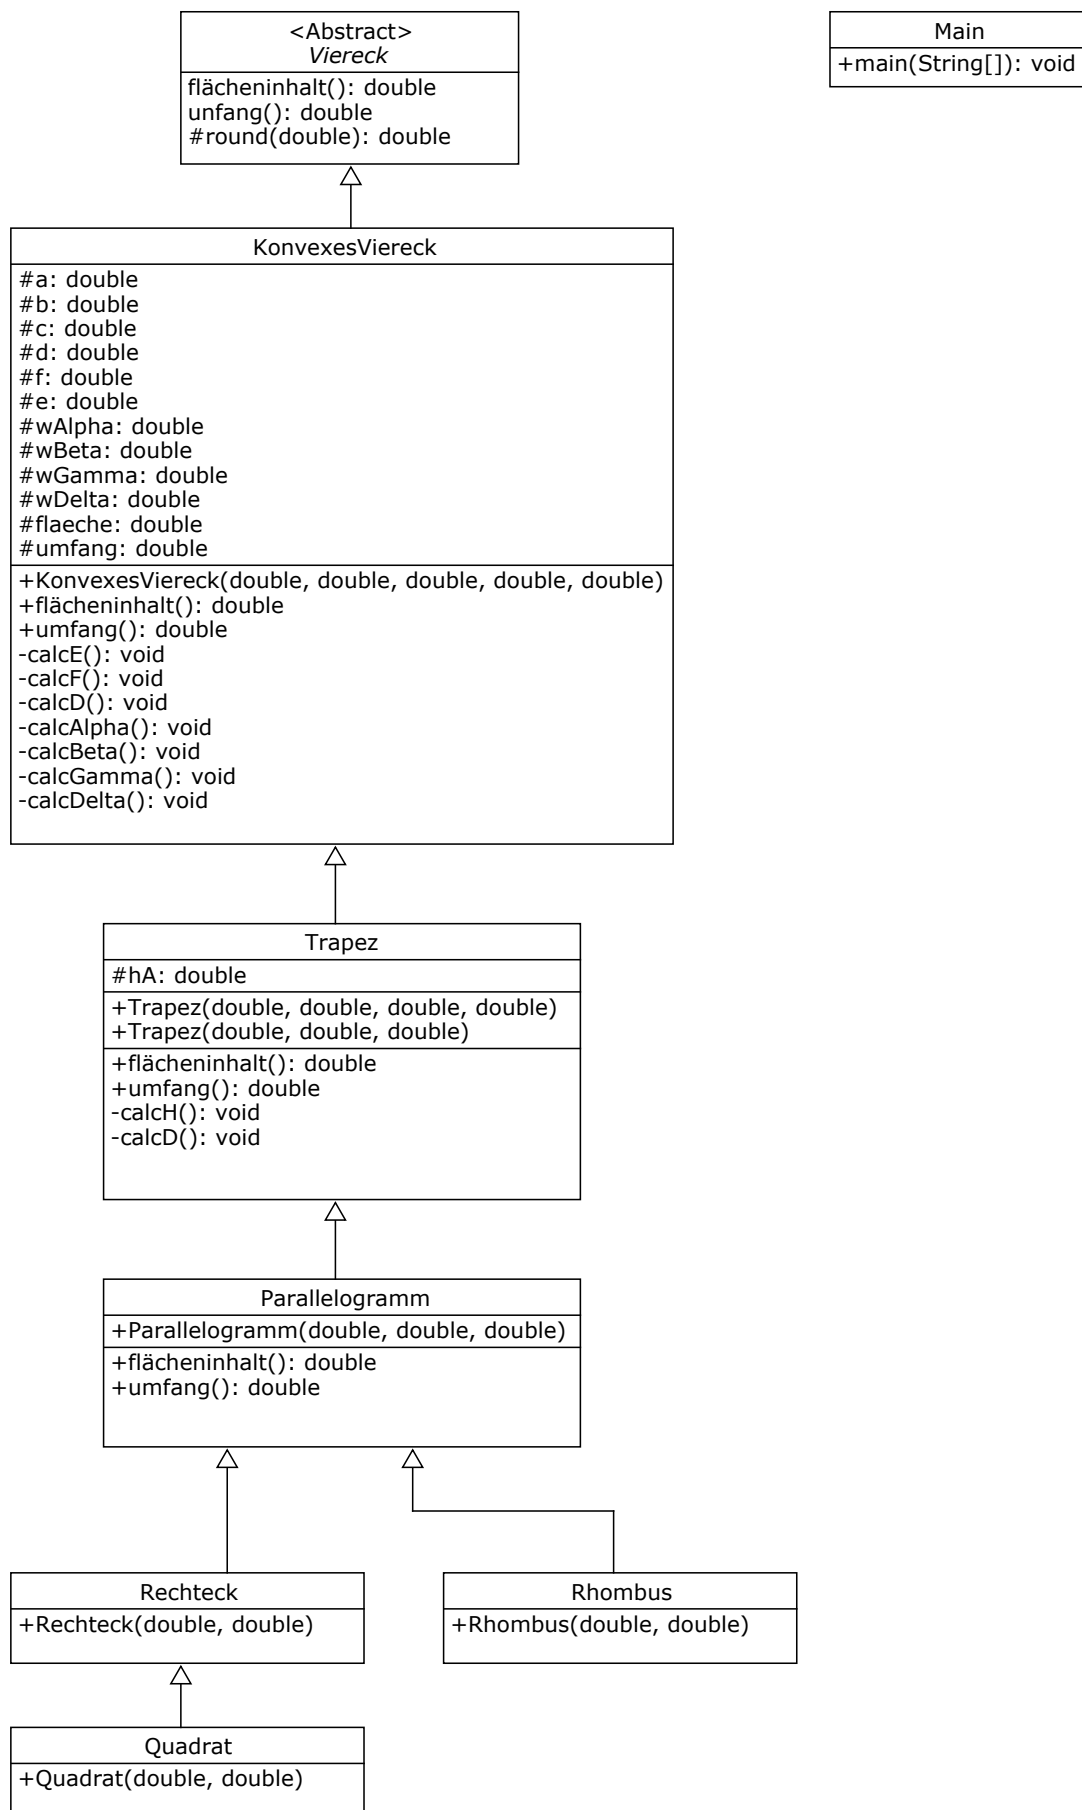 <Abstract>
Viereck
flächeninhalt(): double
unfang(): double
#round(double): double
Main
+main(String[]): void
KonvexesViereck
#a: double
#b: double
#c: double
#d: double
#f: double
#e: double
#wAlpha: double
#wBeta: double
#wGamma: double
#wDelta: double
#flaeche: double
#umfang: double
+KonvexesViereck(double, double, double, double, double)
+flächeninhalt(): double
+umfang(): double
-calcE(): void
-calcF(): void
-calcD(): void
-calcAlpha(): void
-calcBeta(): void
-calcGamma(): void
-calcDelta(): void
Trapez
#hA: double
+Trapez(double, double, double, double)
+Trapez(double, double, double)
+flächeninhalt(): double
+umfang(): double
-calcH(): void
-calcD(): void
Parallelogramm
+Parallelogramm(double, double, double)
+flächeninhalt(): double
+umfang(): double
Rechteck
+Rechteck(double, double)
Rhombus
+Rhombus(double, double)
Quadrat
+Quadrat(double, double)